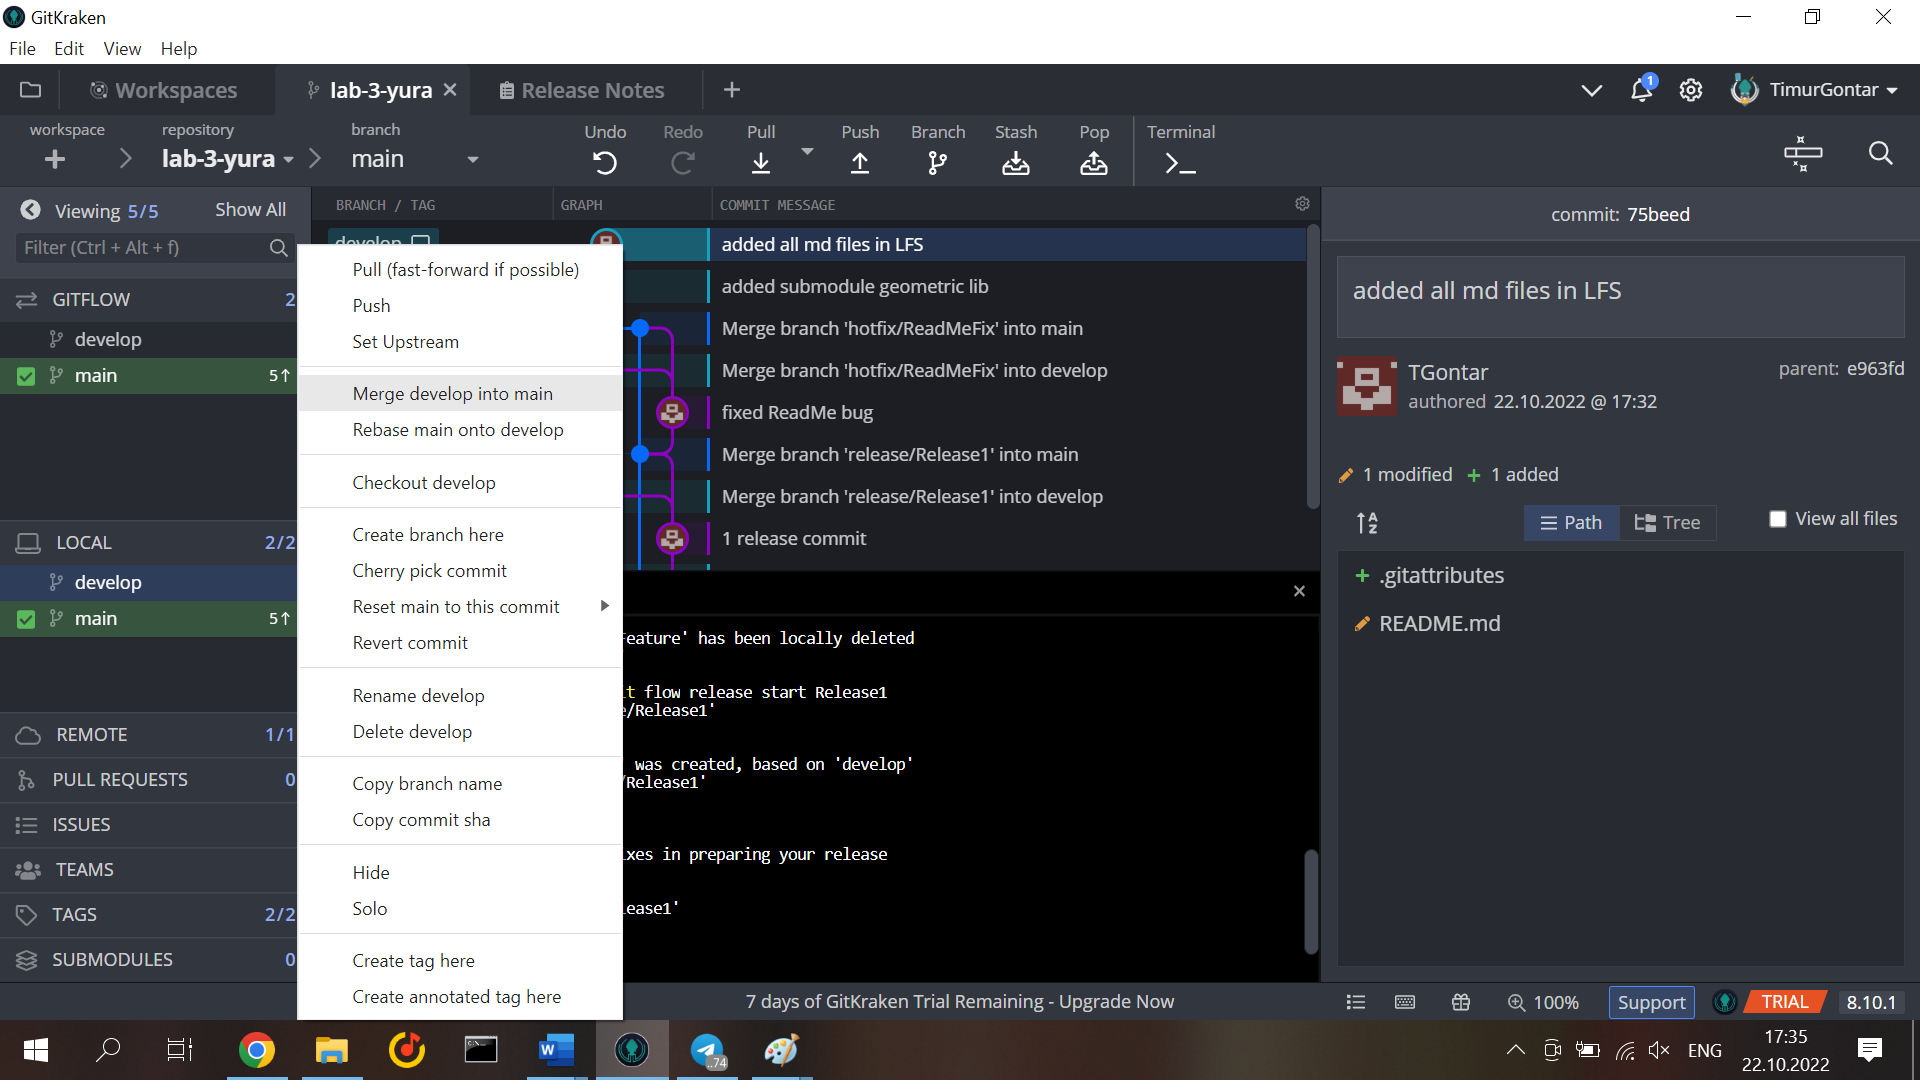 GitKraken
File Edit View Help
Workspaces lab-3-yura Release Notes
1 TimurGontar
workspace repository branch
lab-3-yura main
Undo Redo Pull Push Branch Stash Pop Terminal
Viewing 5/5 Show All
Filter (Ctrl + Alt + f)
GITFLOW 2
develop
main 5↑
LOCAL 2/2
develop
main 5↑
REMOTE 1/1
PULL REQUESTS 0
ISSUES
TEAMS
TAGS 2/2
SUBMODULES 0
Pull (fast-forward if possible)
Push
Set Upstream
Merge develop into main
Rebase main onto develop
Checkout develop
Create branch here
Cherry pick commit
Reset main to this commit
Revert commit
Rename develop
Delete develop
Copy branch name
Copy commit sha
Hide
Solo
Create tag here
Create annotated tag here
BRANCH / TAG GRAPH COMMIT MESSAGE
develop
added all md files in LFS
added submodule geometric lib
Merge branch 'hotfix/ReadMeFix' into main
Merge branch 'hotfix/ReadMeFix' into develop
fixed ReadMe bug
Merge branch 'release/Release1' into main
Merge branch 'release/Release1' into develop
1 release commit
Feature' has been locally deleted
it flow release start Release1
e/Release1'
was created, based on 'develop'
/Release1'
ixes in preparing your release
lease1'
commit: 75beed
added all md files in LFS
TGontar
authored 22.10.2022 @ 17:32
parent: e963fd
1 modified + 1 added
Path Tree View all files
+ .gitattributes
README.md
7 days of GitKraken Trial Remaining - Upgrade Now
100% Support TRIAL 8.10.1
..74
ENG
17:35
22.10.2022